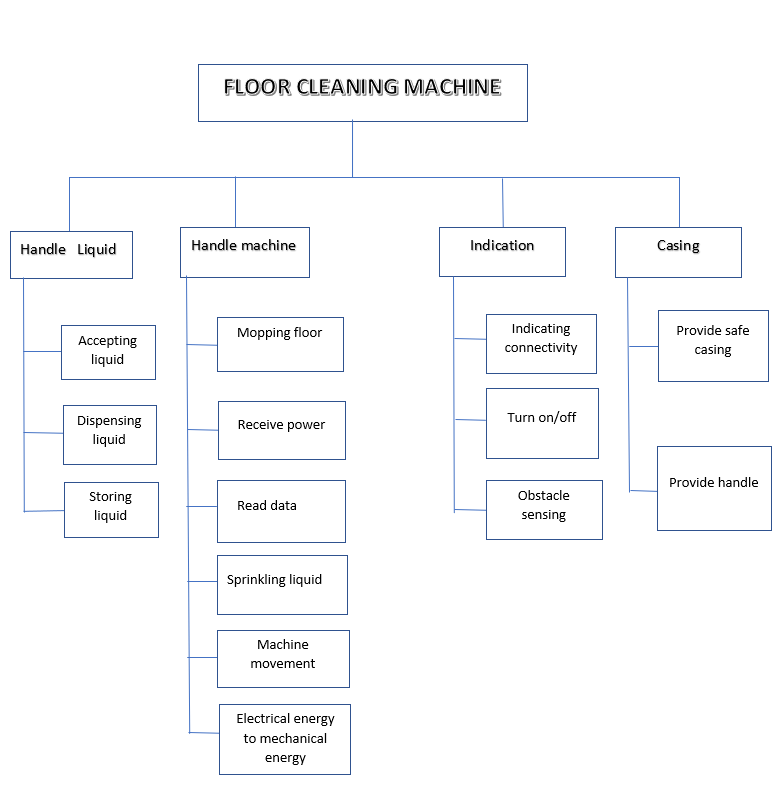 FLOOR CLEANING MACHINE
Handle Liquid
Accepting
liquid
Dispensing
liquid
Storing
liquid
Handle machine
Mopping floor
Receive power
Read data
Sprinkling liquid
Machine
movement
Electrical energy
to mechanical
energy
Indication
Indicating
connectivity
Turn on/off
Obstacle
sensing
Casing
Provide safe
casing
Provide handle